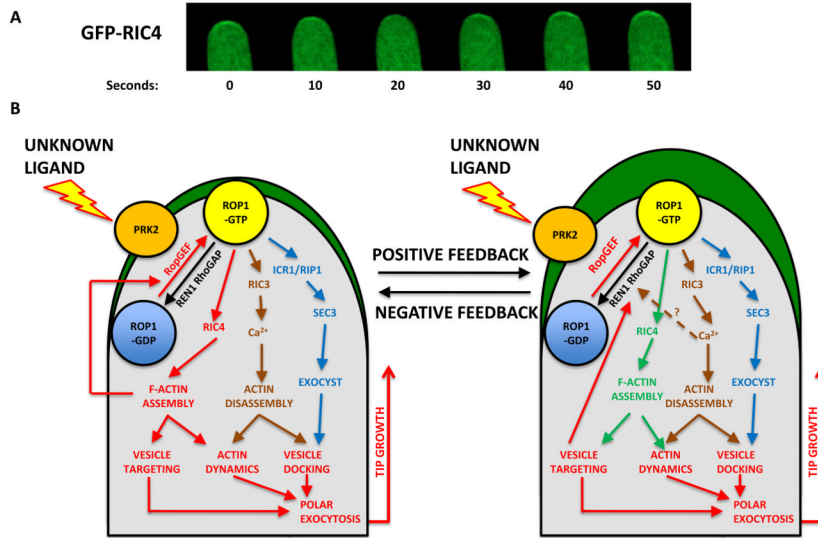 A
GFP-RIC4
Seconds:
0 10 20 30 40 50
B
UNKNOWN
LIGAND
PRK2
ROP1
-GTP
RopGEF
REN1 RhoGAP
ROP1
-GDP
ICR1/RIP1
RIC3
SEC3
RIC4
Ca²⁺
F-ACTIN
ASSEMBLY
ACTIN
DISASSEMBLY
EXOCYST
VESICLE
TARGETING
ACTIN
DYNAMICS
VESICLE
DOCKING
POLAR
EXOCYTOSIS
TIP GROWTH
POSITIVE FEEDBACK
NEGATIVE FEEDBACK
UNKNOWN
LIGAND
PRK2
ROP1
-GTP
RopGEF
REN1 RhoGAP
ROP1
-GDP
ICR1/RIP1
RIC3
SEC3
?
RIC4
Ca²⁺
F-ACTIN
ASSEMBLY
ACTIN
DISASSEMBLY
EXOCYST
VESICLE
TARGETING
ACTIN
DYNAMICS
VESICLE
DOCKING
POLAR
EXOCYTOSIS
TIP GROWTH